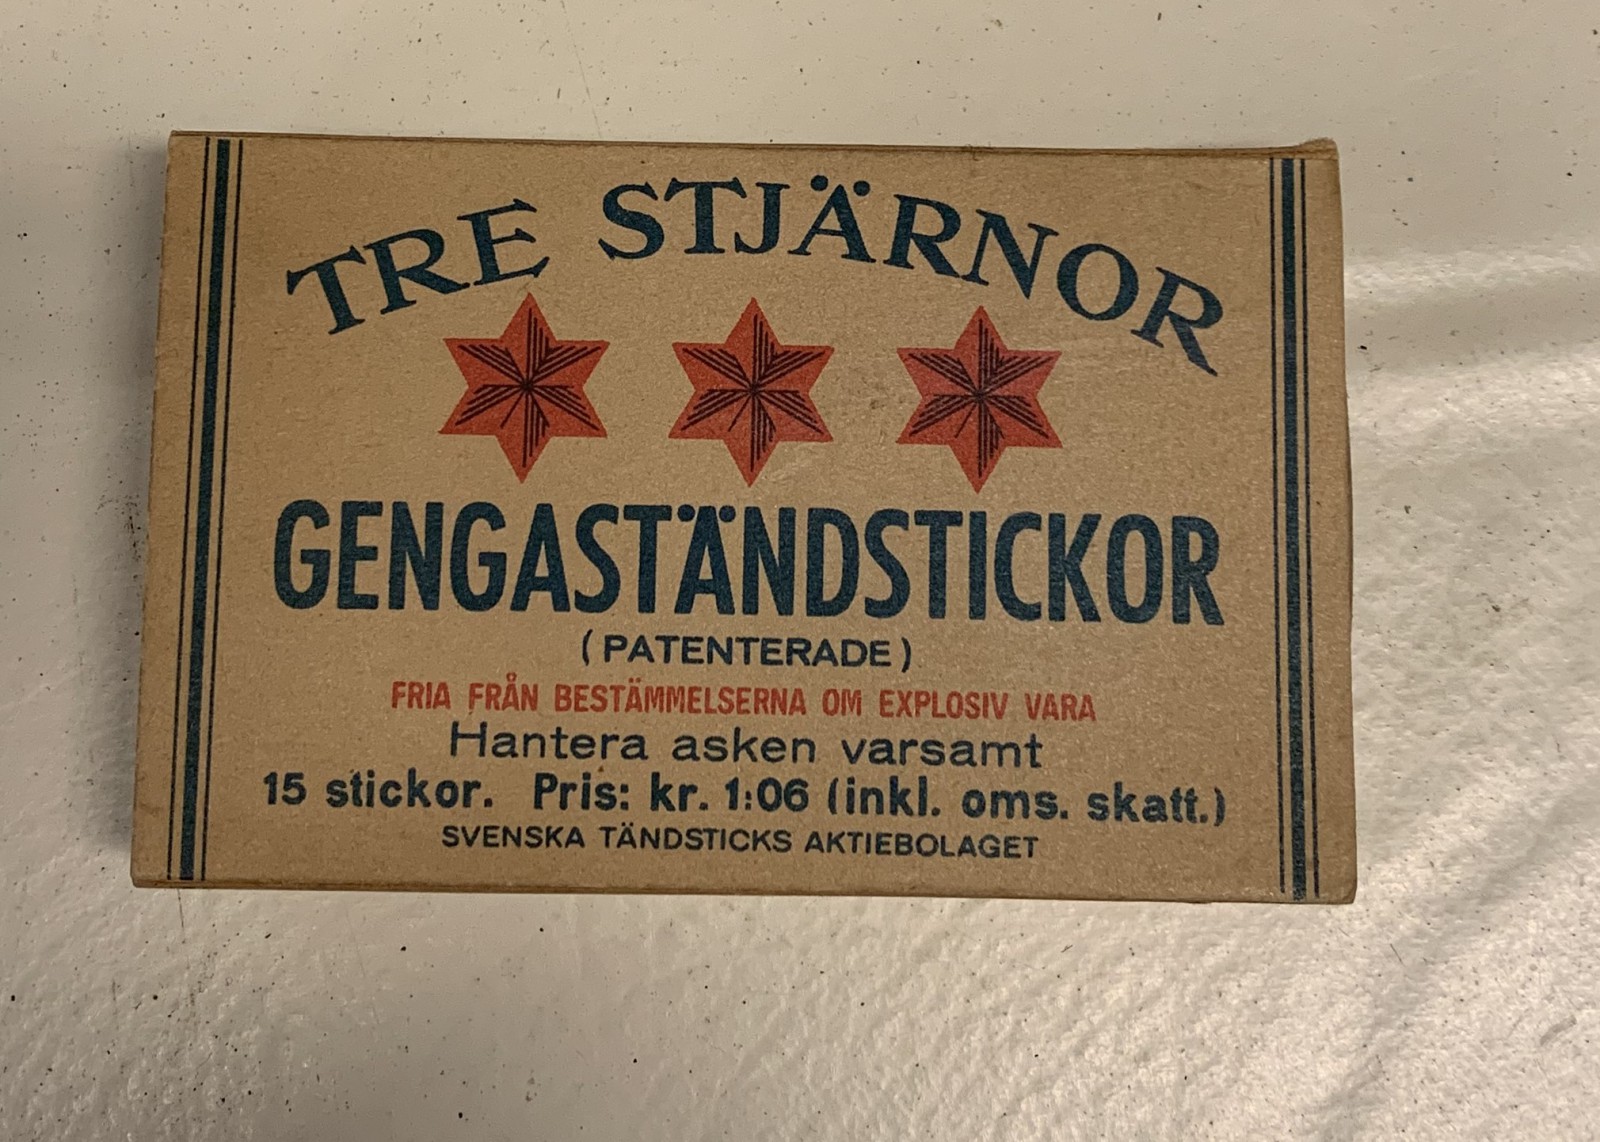 TRE STJÄRNOR
GENGASTÄNDSTICKOR
(PATENTERADE)
FRIA FRÅN BESTÄMMELSERNA OM EXPLOSIV VARA
Hantera asken varsamt
15 stickor. Pris: kr. 1:06 (inkl. oms. skatt.)
SVENSKA TÄNDSTICKS AKTIEBOLAGET